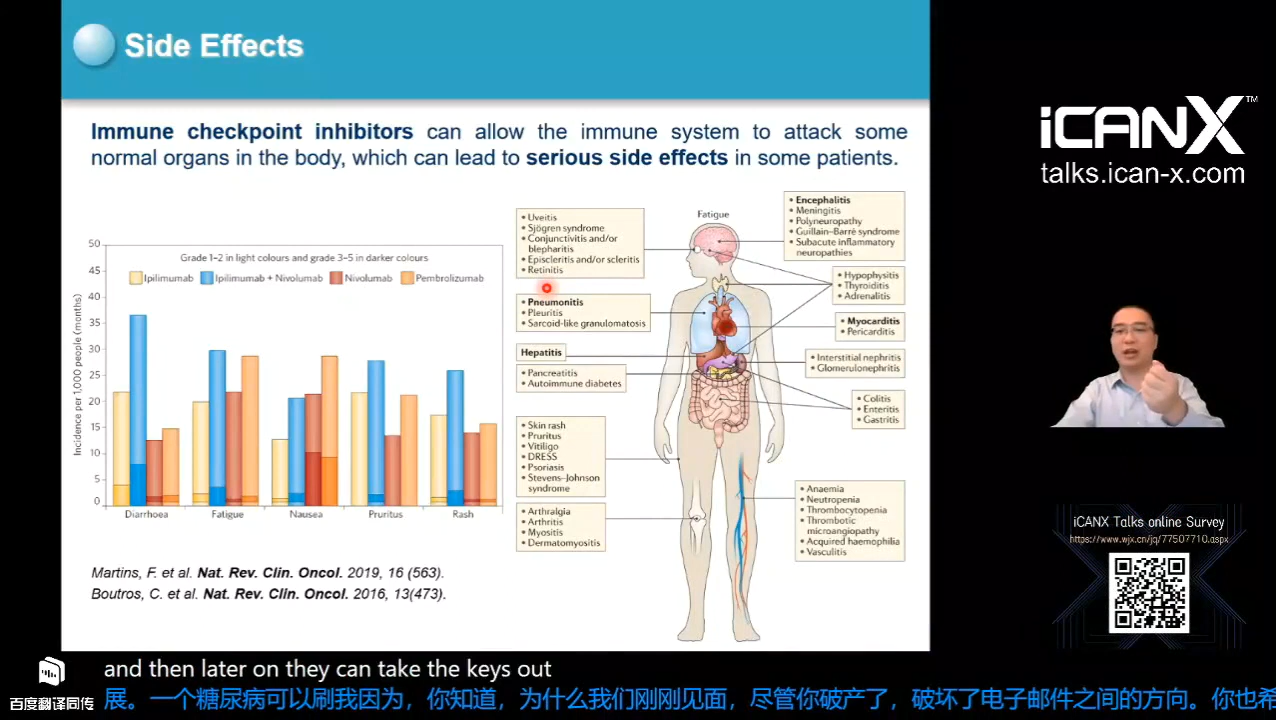 Side Effects
Immune checkpoint inhibitors can allow the immune system to attack some
normal organs in the body, which can lead to serious side effects in some patients.
50
45
40
35
30
25
20
15
10
5
0
Incidence per 1,000 people (months)
Grade 1–2 in light colours and grade 3–5 in darker colours
Ipilimumab
Ipilimumab + Nivolumab
Nivolumab
Pembrolizumab
Diarrhoea
Fatigue
Nausea
Pruritus
Rash
• Uveitis
• Sjögren syndrome
• Conjunctivitis and/or
blepharitis
• Episcleritis and/or scleritis
• Retinitis
• Pneumonitis
• Pleuritis
• Sarcoid-like granulomatosis
Hepatitis
• Pancreatitis
• Autoimmune diabetes
• Skin rash
• Pruritus
• Vitiligo
• DRESS
• Psoriasis
• Stevens–Johnson
syndrome
• Arthralgia
• Arthritis
• Myositis
• Dermatomyositis
Fatigue
• Encephalitis
• Meningitis
• Polyneuropathy
• Guillain–Barré syndrome
• Subacute inflammatory
neuropathies
• Hypophysitis
• Thyroiditis
• Adrenalitis
• Myocarditis
• Pericarditis
• Interstitial nephritis
• Glomerulonephritis
• Colitis
• Enteritis
• Gastritis
• Anaemia
• Neutropenia
• Thrombocytopenia
• Thrombotic
microangiopathy
• Acquired haemophilia
• Vasculitis
Martins, F. et al. Nat. Rev. Clin. Oncol. 2019, 16 (563).
Boutros, C. et al. Nat. Rev. Clin. Oncol. 2016, 13(473).
iCANX™
talks.ican-x.com
iCANX Talks online Survey
https://www.wjx.cn/jq/77507710.aspx
百度翻译同传
and then later on they can take the keys out
展。一个糖尿病可以刷我因为，你知道，为什么我们刚刚见面，尽管你破产了，破坏了电子邮件之间的方向。你也希